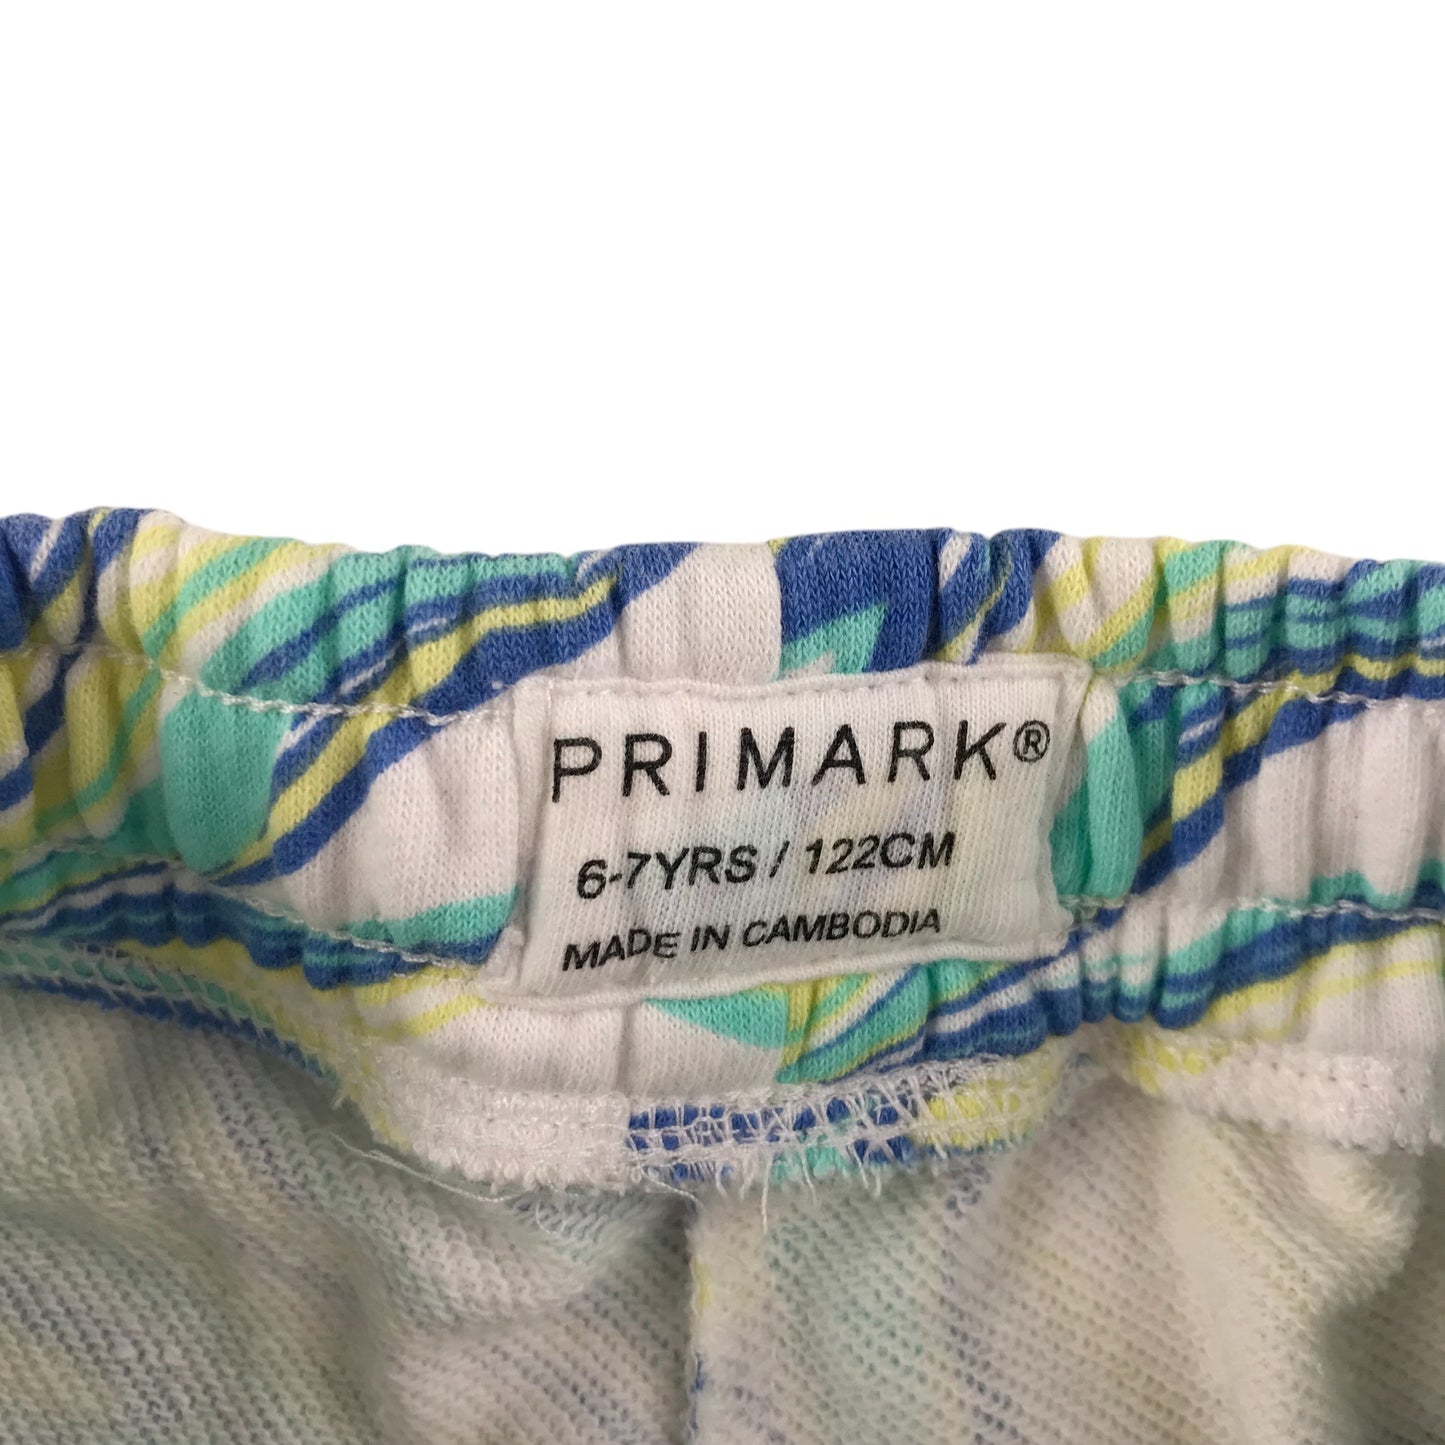 PRIMARK®
6-7YRS / 122CM
MADE IN CAMBODIA